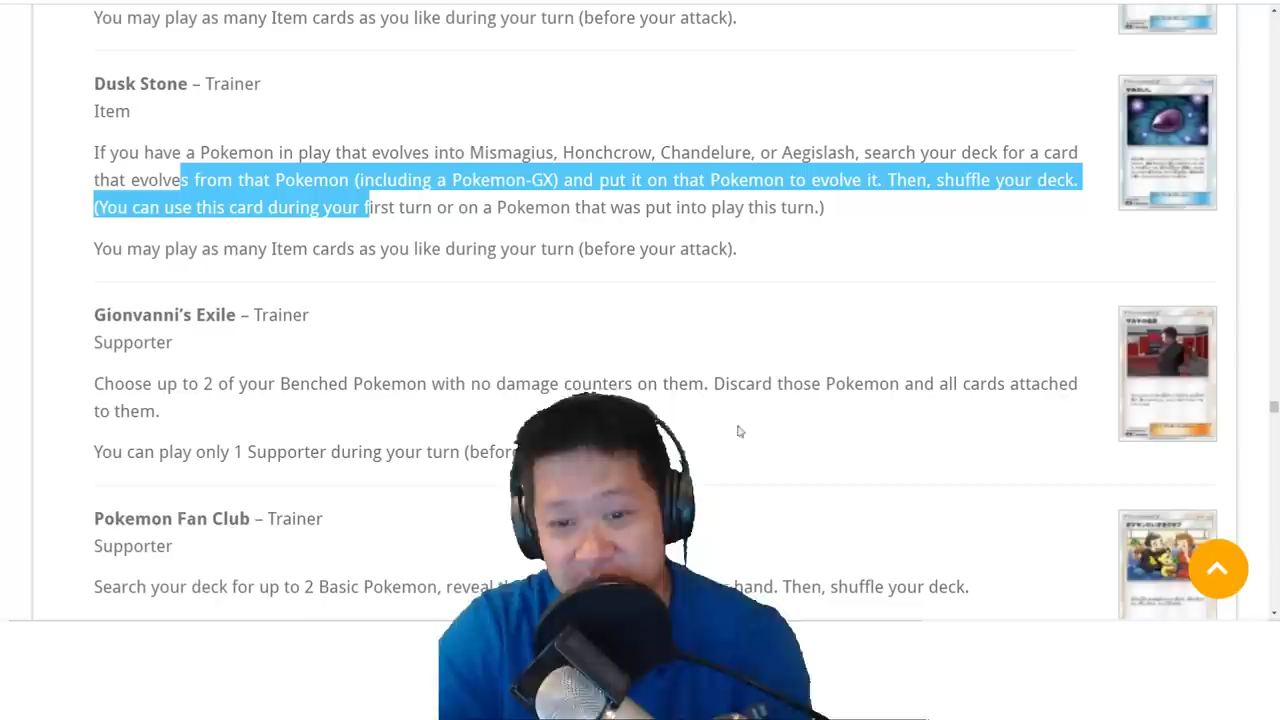 You may play as many Item cards as you like during your turn (before your attack).
Dusk Stone – Trainer
Item
If you have a Pokemon in play that evolves into Mismagius, Honchcrow, Chandelure, or Aegislash, search your deck for a card
that evolves from that Pokemon (including a Pokemon-GX) and put it on that Pokemon to evolve it. Then, shuffle your deck.
(You can use this card during your first turn or on a Pokemon that was put into play this turn.)
You may play as many Item cards as you like during your turn (before your attack).
Gionvanni’s Exile – Trainer
Supporter
Choose up to 2 of your Benched Pokemon with no damage counters on them. Discard those Pokemon and all cards attached
to them.
You can play only 1 Supporter during your turn
Pokemon Fan Club – Trainer
Supporter
Search your deck for up to 2 Basic Pokemon, hand. Then, shuffle your deck.